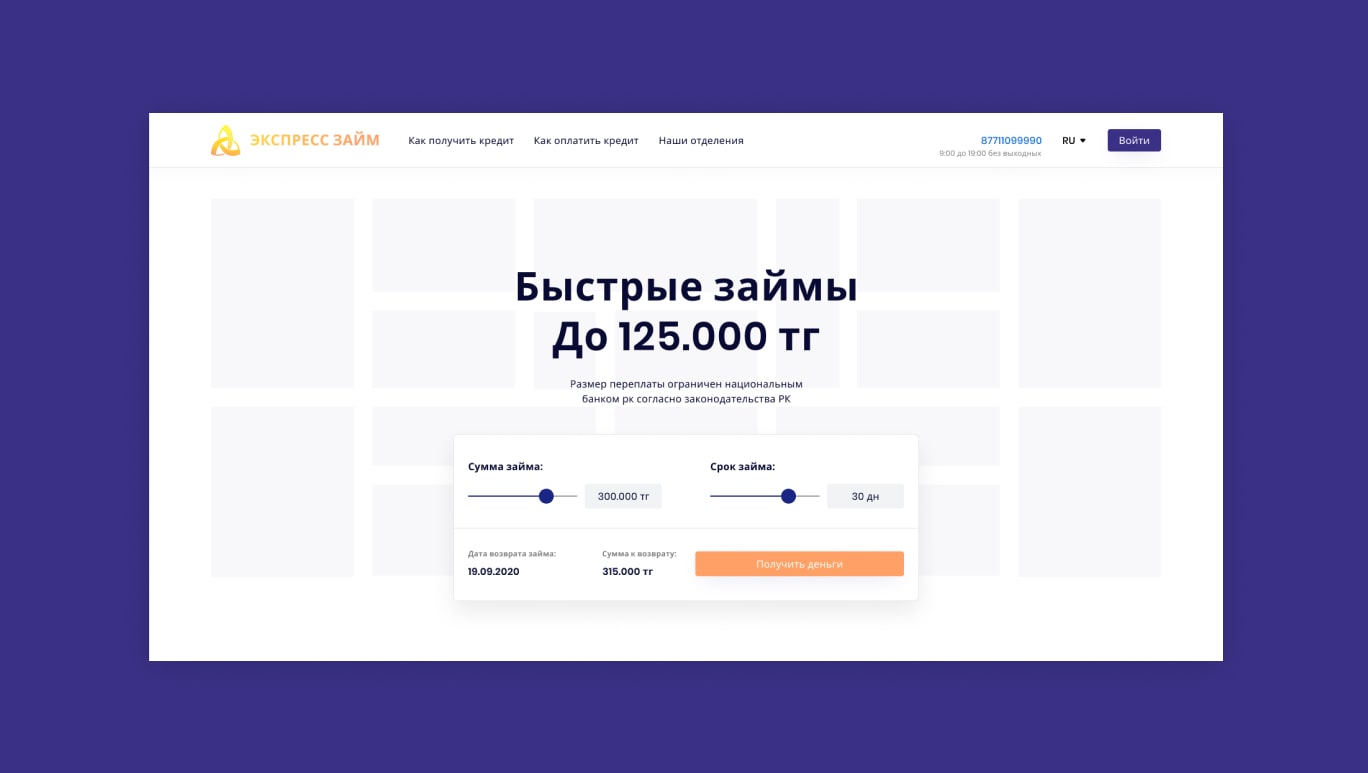 ЭКСПРЕСС ЗАЙМ
Как получить кредит
Как оплатить кредит
Наши отделения
87711099990
9:00 до 19:00 без выходных
RU
Войти
Быстрые займы
До 125.000 тг
Размер переплаты ограничен национальным
банком рк согласно законодательства РК
Сумма займа:
300.000 тг
Срок займа:
30 дн
Дата возврата займа:
19.09.2020
Сумма к возврату:
315.000 тг
Получить деньги